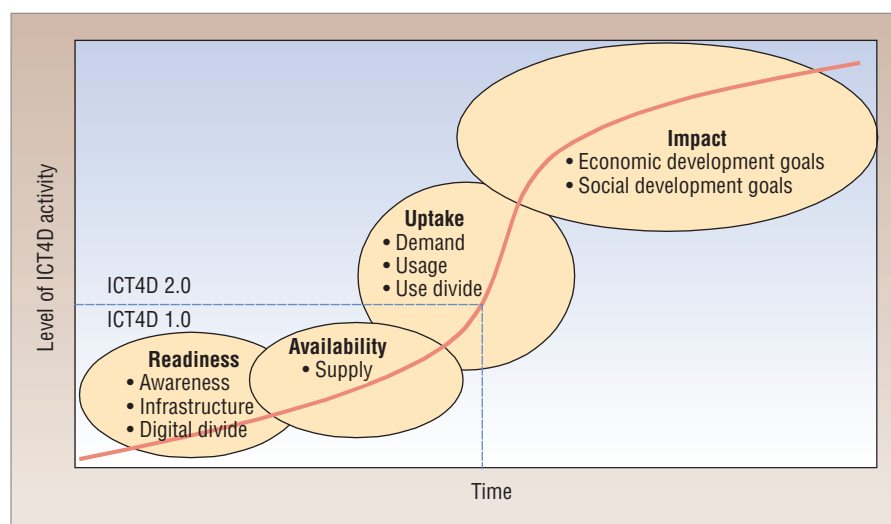 Level of ICT4D activity
Impact
• Economic development goals
• Social development goals
Uptake
• Demand
• Usage
• Use divide
ICT4D 2.0
ICT4D 1.0
Availability
• Supply
Readiness
• Awareness
• Infrastructure
• Digital divide
Time